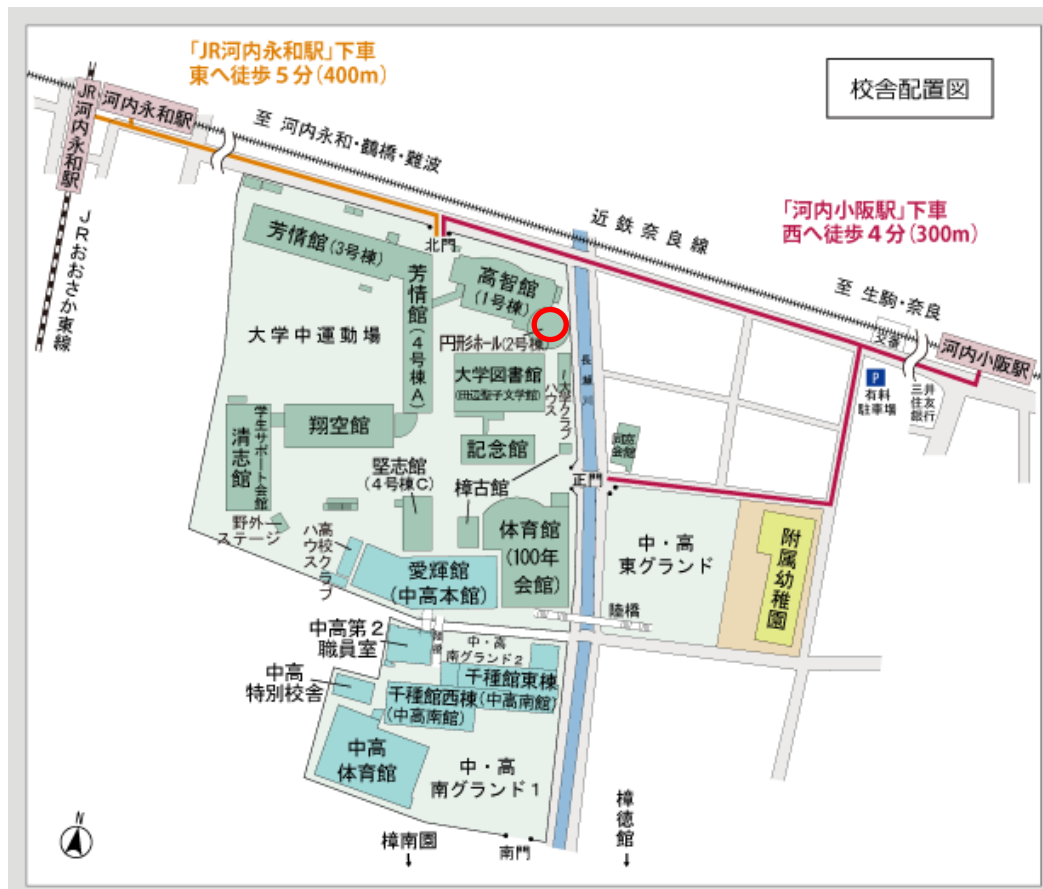 「JR河内永和駅」下車
東へ徒歩5分(400m)
校舎配置図
JR河内永和駅
河内永和駅
至 河内永和・鶴橋・難波
近鉄奈良線
「河内小阪駅」下車
西へ徒歩4分(300m)
至 生駒・奈良
JRおおさか東線
北門
芳情館(3号棟)
高智館
(1号棟)
芳情館(4号棟A)
円形ホール(2号棟)
大学中運動場
交番
河内小阪駅
P
有料
駐車場
三井
住友
銀行
長瀬川
大学図書館
(田辺聖子文学館)
大学クラブ
ハウス
翔空館
学生サポート会館
清志館
記念館
同窓
会館
堅志館
(4号棟C)
樟古館
正門
野外
ステージ
高校クラブ
ハウス
体育館
(100年
会館)
中・高
東グランド
附属幼稚園
愛輝館
(中高本館)
陸橋
中高第2
職員室
陸橋
中・高
南グランド2
中高
特別校舎
千種館東棟
(中高南館)
千種館西棟
(中高南館)
中高
体育館
中・高
南グランド1
N
樟南園
↓
南門
樟徳館
↓